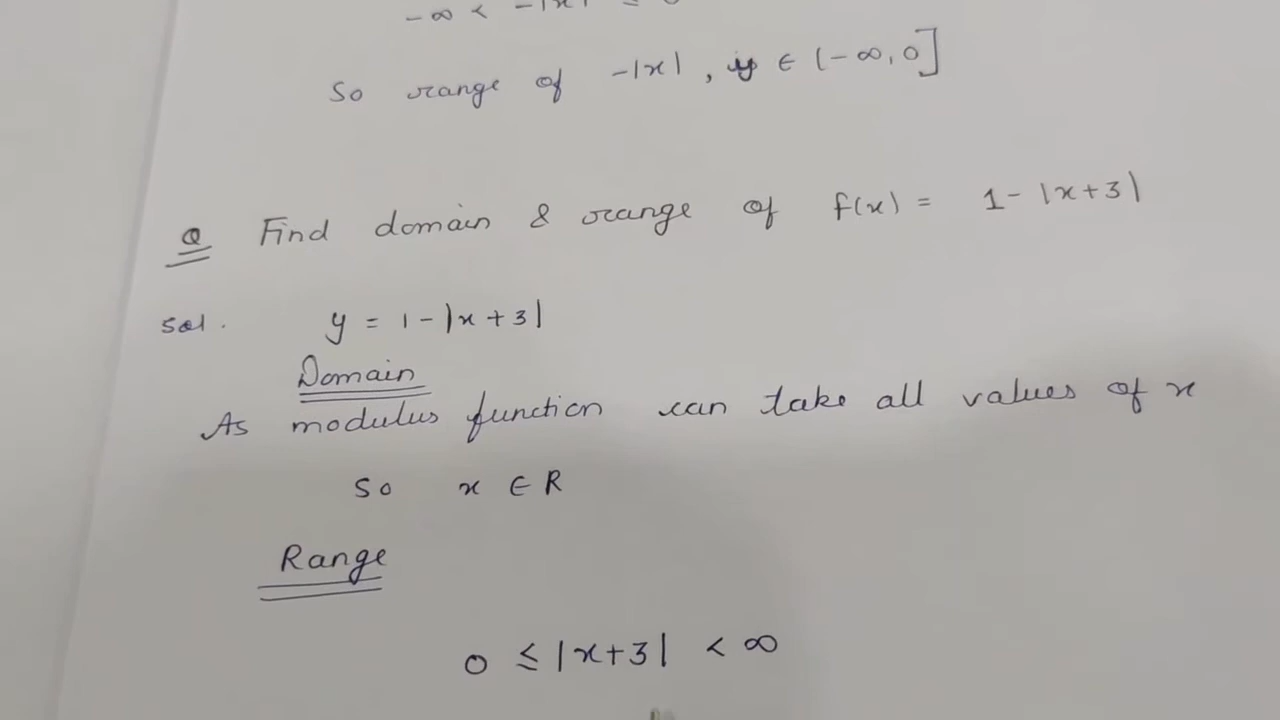 -∞ < -|x| ≤ 0
So range of -|x| , y ∈ (-∞, 0]
Q Find domain & range of f(x) = 1 - |x+3|
Sol. y = 1 - |x + 3|
Domain
As modulus function can take all values of x
So x ∈ R
Range
0 ≤ |x+3| < ∞